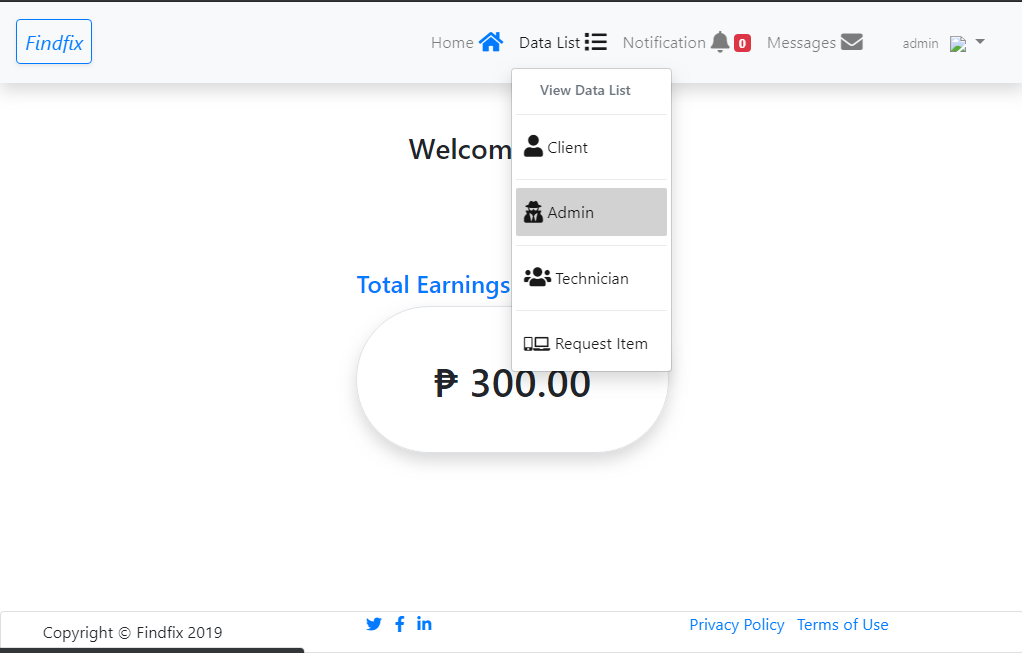 Findfix
Home Data List Notification 0 Messages admin
View Data List
Client
Admin
Technician
Request Item
Welcom
Total Earnings
₱ 300.00
Copyright © Findfix 2019
Privacy Policy Terms of Use